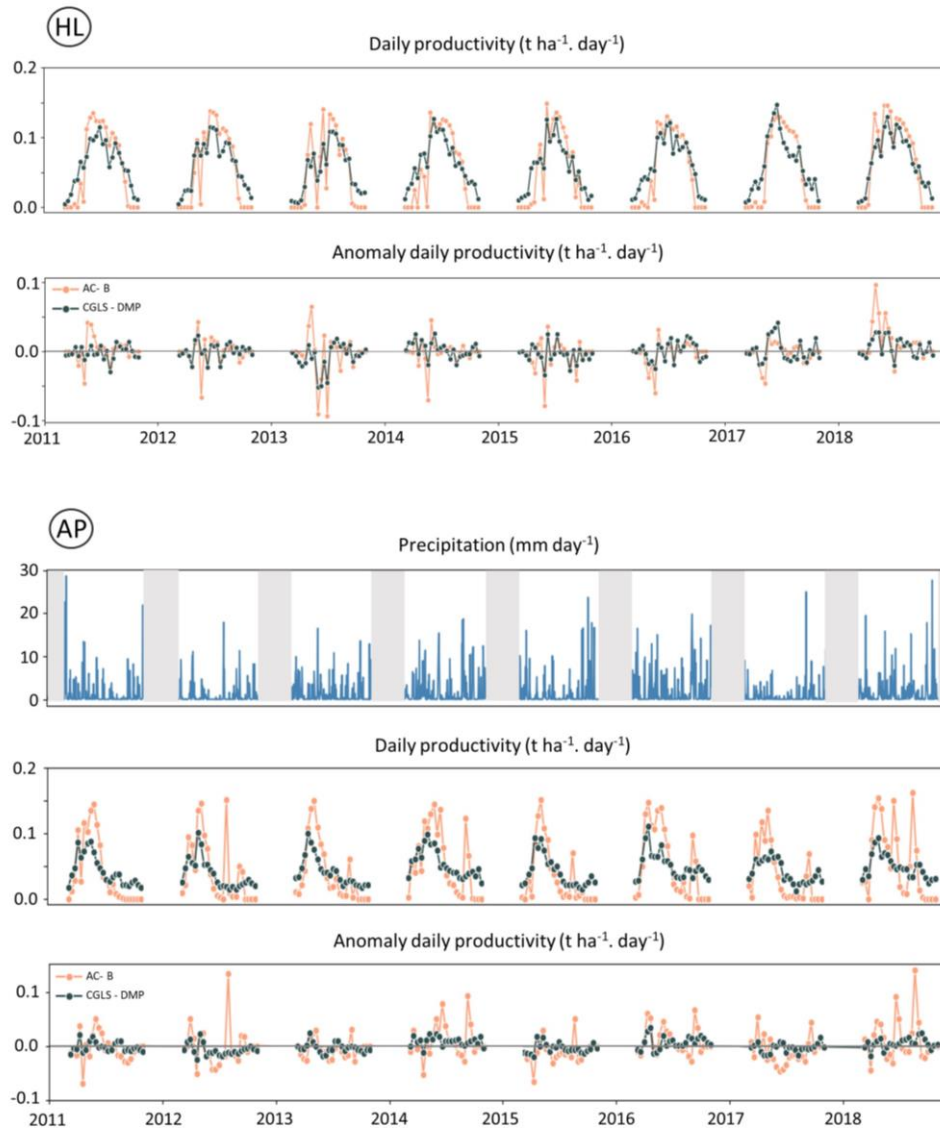 HL
Daily productivity (t ha⁻¹. day⁻¹)
0.2
0.1
0.0
Anomaly daily productivity (t ha⁻¹. day⁻¹)
0.1
AC- B
CGLS - DMP
0.0
-0.1
2011 2012 2013 2014 2015 2016 2017 2018
AP
Precipitation (mm day⁻¹)
30
20
10
0
Daily productivity (t ha⁻¹. day⁻¹)
0.2
0.1
0.0
Anomaly daily productivity (t ha⁻¹. day⁻¹)
0.1
AC- B
CGLS - DMP
0.0
-0.1
2011 2012 2013 2014 2015 2016 2017 2018